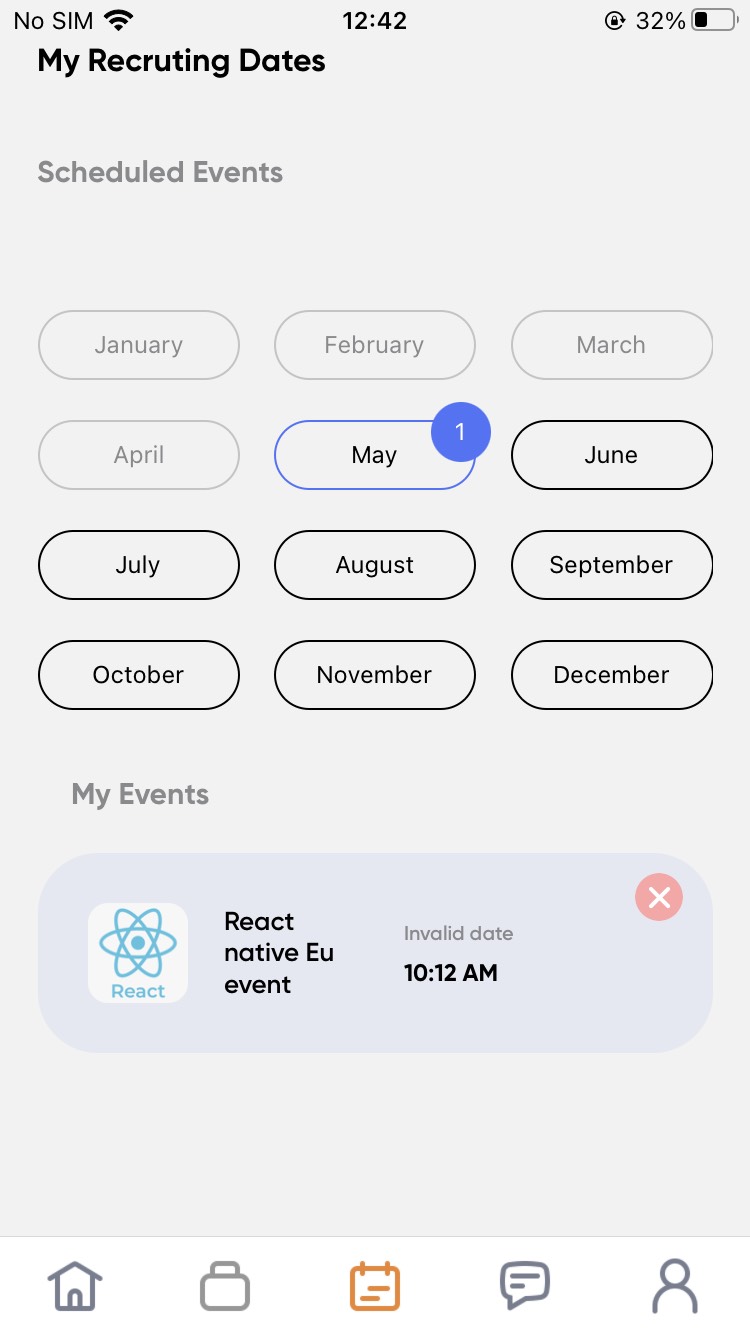 No SIM 12:42 32%
My Recruting Dates
Scheduled Events
January February March
1
April May June
July August September
October November December
My Events
React
native Eu
event
Invalid date
10:12 AM
React